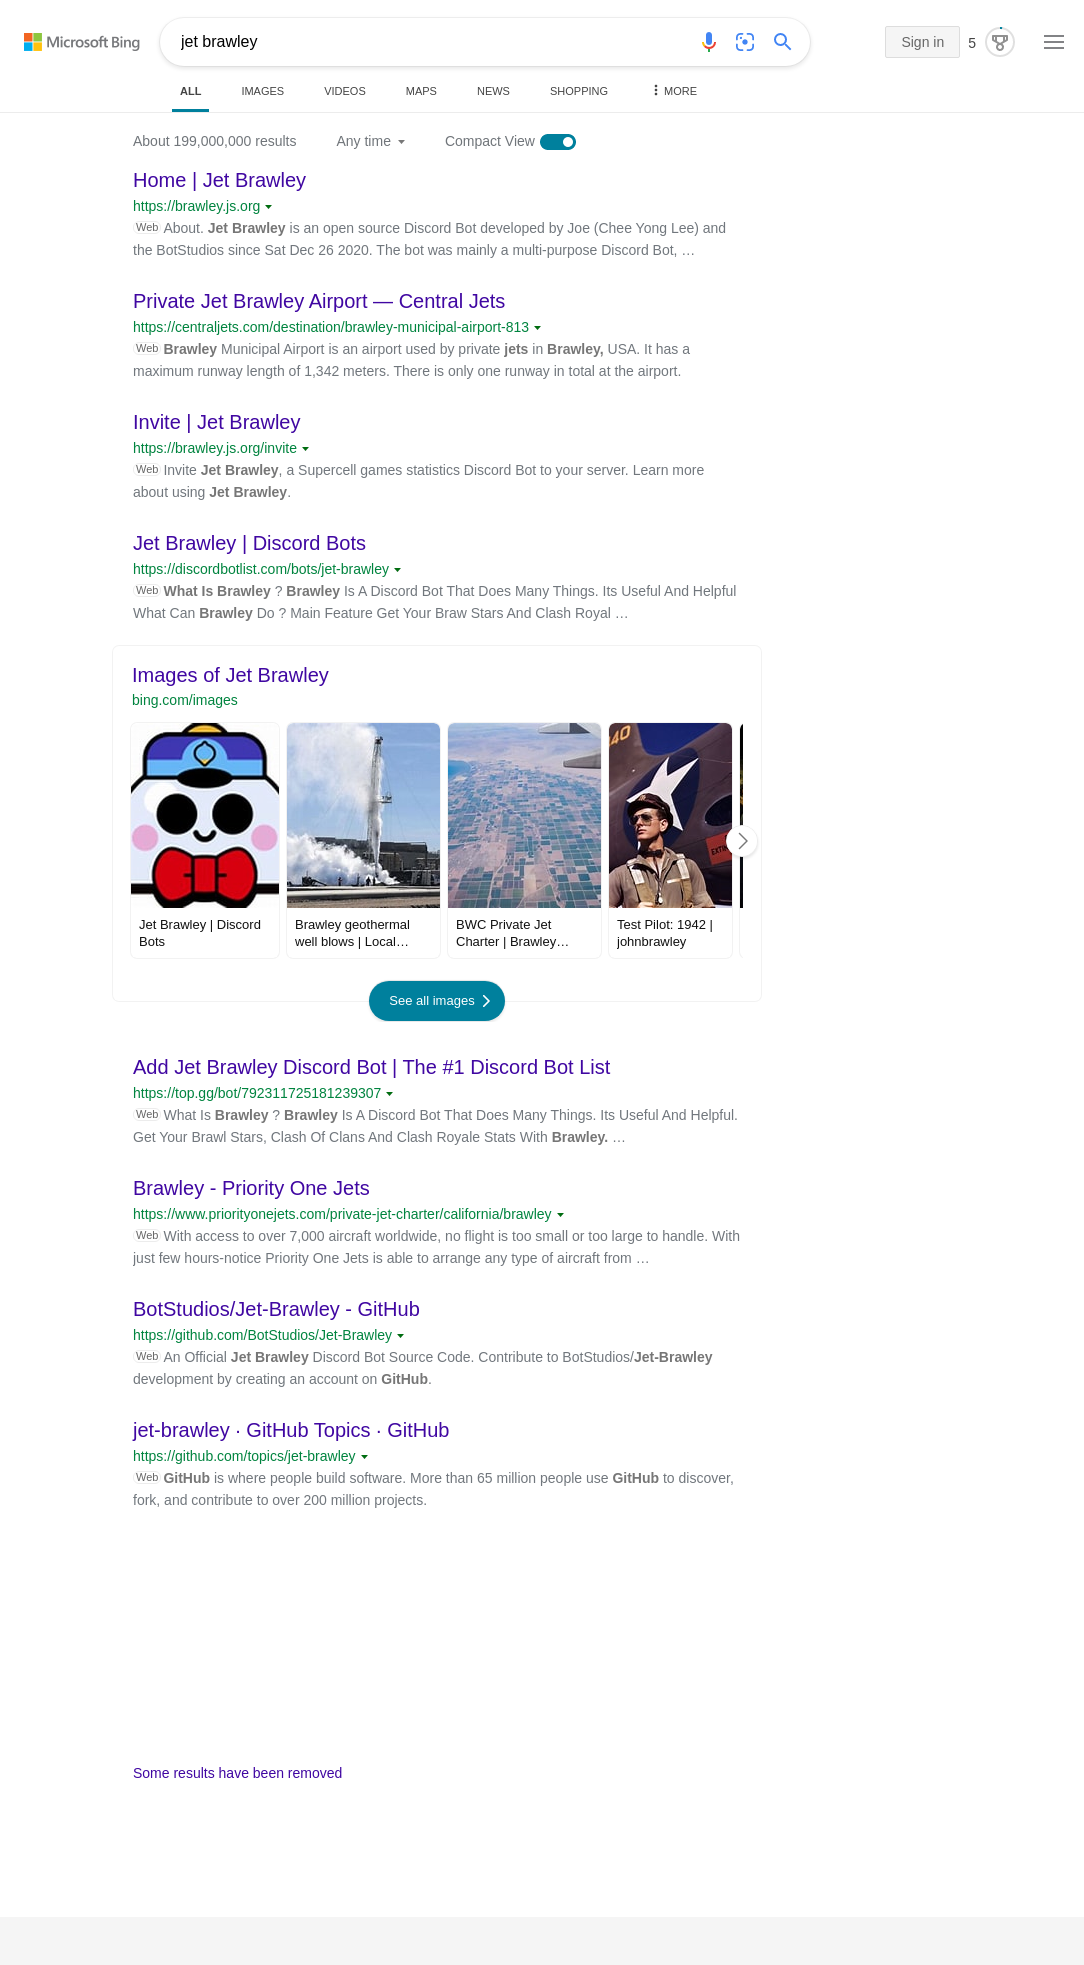 Microsoft Bing
jet brawley
Sign in
5
ALL
IMAGES
VIDEOS
MAPS
NEWS
SHOPPING
MORE
About 199,000,000 results
Any time
Compact View
Home | Jet Brawley
https://brawley.js.org
Web About. Jet Brawley is an open source Discord Bot developed by Joe (Chee Yong Lee) and
the BotStudios since Sat Dec 26 2020. The bot was mainly a multi-purpose Discord Bot, …
Private Jet Brawley Airport — Central Jets
https://centraljets.com/destination/brawley-municipal-airport-813
Web Brawley Municipal Airport is an airport used by private jets in Brawley, USA. It has a
maximum runway length of 1,342 meters. There is only one runway in total at the airport.
Invite | Jet Brawley
https://brawley.js.org/invite
Web Invite Jet Brawley, a Supercell games statistics Discord Bot to your server. Learn more
about using Jet Brawley.
Jet Brawley | Discord Bots
https://discordbotlist.com/bots/jet-brawley
Web What Is Brawley ? Brawley Is A Discord Bot That Does Many Things. Its Useful And Helpful
What Can Brawley Do ? Main Feature Get Your Braw Stars And Clash Royal …
Images of Jet Brawley
bing.com/images
40
EXTIN
Jet Brawley | Discord
Bots
Brawley geothermal
well blows | Local…
BWC Private Jet
Charter | Brawley…
Test Pilot: 1942 |
johnbrawley
See all images
Add Jet Brawley Discord Bot | The #1 Discord Bot List
https://top.gg/bot/792311725181239307
Web What Is Brawley ? Brawley Is A Discord Bot That Does Many Things. Its Useful And Helpful.
Get Your Brawl Stars, Clash Of Clans And Clash Royale Stats With Brawley. …
Brawley - Priority One Jets
https://www.priorityonejets.com/private-jet-charter/california/brawley
Web With access to over 7,000 aircraft worldwide, no flight is too small or too large to handle. With
just few hours-notice Priority One Jets is able to arrange any type of aircraft from …
BotStudios/Jet-Brawley - GitHub
https://github.com/BotStudios/Jet-Brawley
Web An Official Jet Brawley Discord Bot Source Code. Contribute to BotStudios/Jet-Brawley
development by creating an account on GitHub.
jet-brawley · GitHub Topics · GitHub
https://github.com/topics/jet-brawley
Web GitHub is where people build software. More than 65 million people use GitHub to discover,
fork, and contribute to over 200 million projects.
Some results have been removed